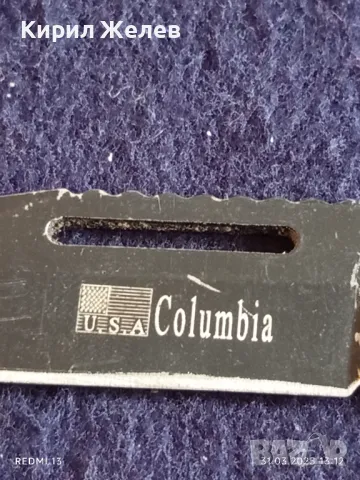 Кирил Желев
U.S.A Columbia
REDMI 13
31/03/2023 13:12